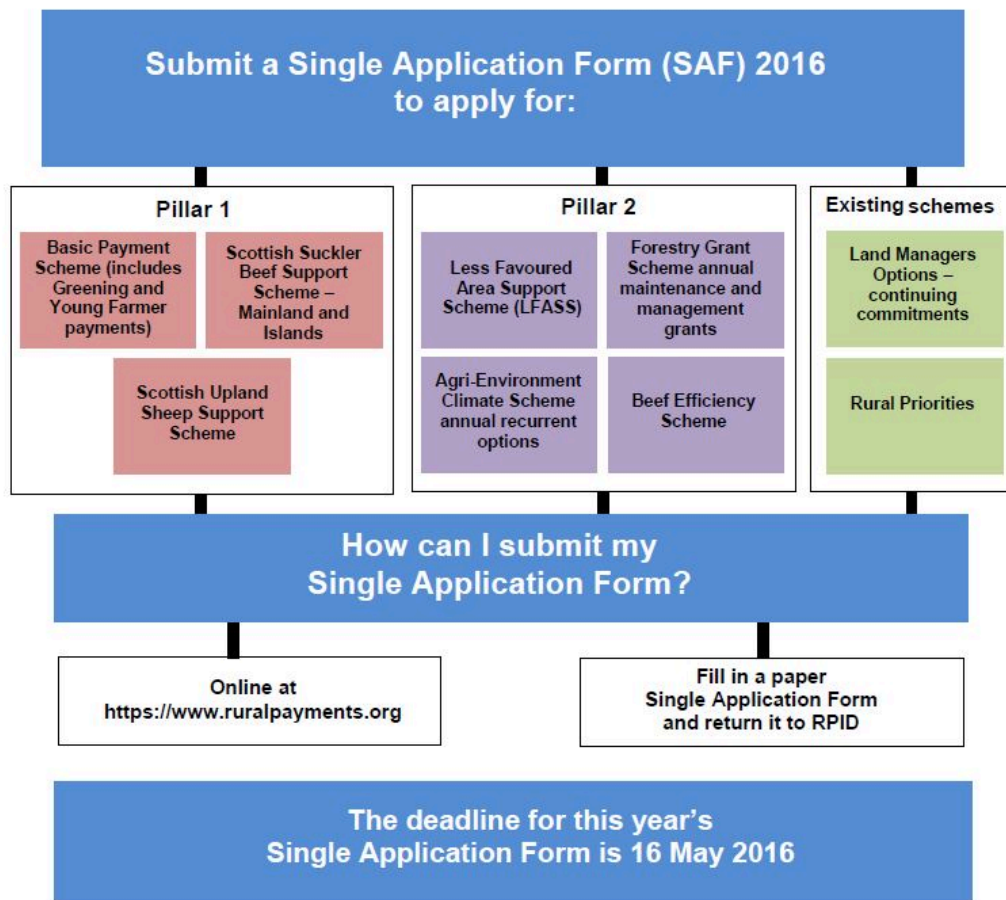 Submit a Single Application Form (SAF) 2016
to apply for:
Pillar 1
Basic Payment
Scheme (includes
Greening and
Young Farmer
payments)
Scottish Suckler
Beef Support
Scheme –
Mainland and
Islands
Scottish Upland
Sheep Support
Scheme
Pillar 2
Less Favoured
Area Support
Scheme (LFASS)
Forestry Grant
Scheme annual
maintenance and
management
grants
Agri-Environment
Climate Scheme
annual recurrent
options
Beef Efficiency
Scheme
Existing schemes
Land Managers
Options –
continuing
commitments
Rural Priorities
How can I submit my
Single Application Form?
Online at
https://www.ruralpayments.org
Fill in a paper
Single Application Form
and return it to RPID
The deadline for this year's
Single Application Form is 16 May 2016